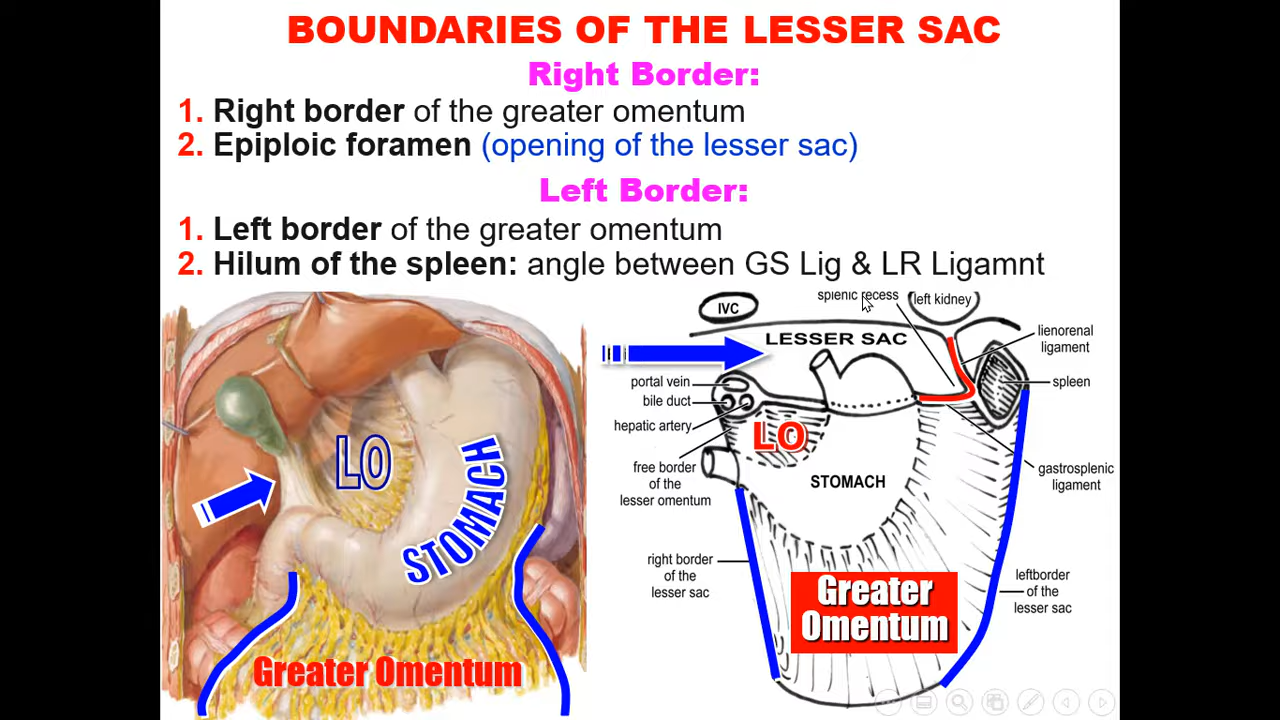 BOUNDARIES OF THE LESSER SAC
Right Border:
1. Right border of the greater omentum
2. Epiploic foramen (opening of the lesser sac)
Left Border:
1. Left border of the greater omentum
2. Hilum of the spleen: angle between GS Lig & LR Ligamnt
LO
STOMACH
Greater Omentum
splenic recess
left kidney
IVC
LESSER SAC
lienorenal
ligament
portal vein
spleen
bile duct
hepatic artery
LO
free border
of the
lesser omentum
STOMACH
gastrosplenic
ligament
right border
of the
lesser sac
Greater
Omentum
leftborder
of the
lesser sac